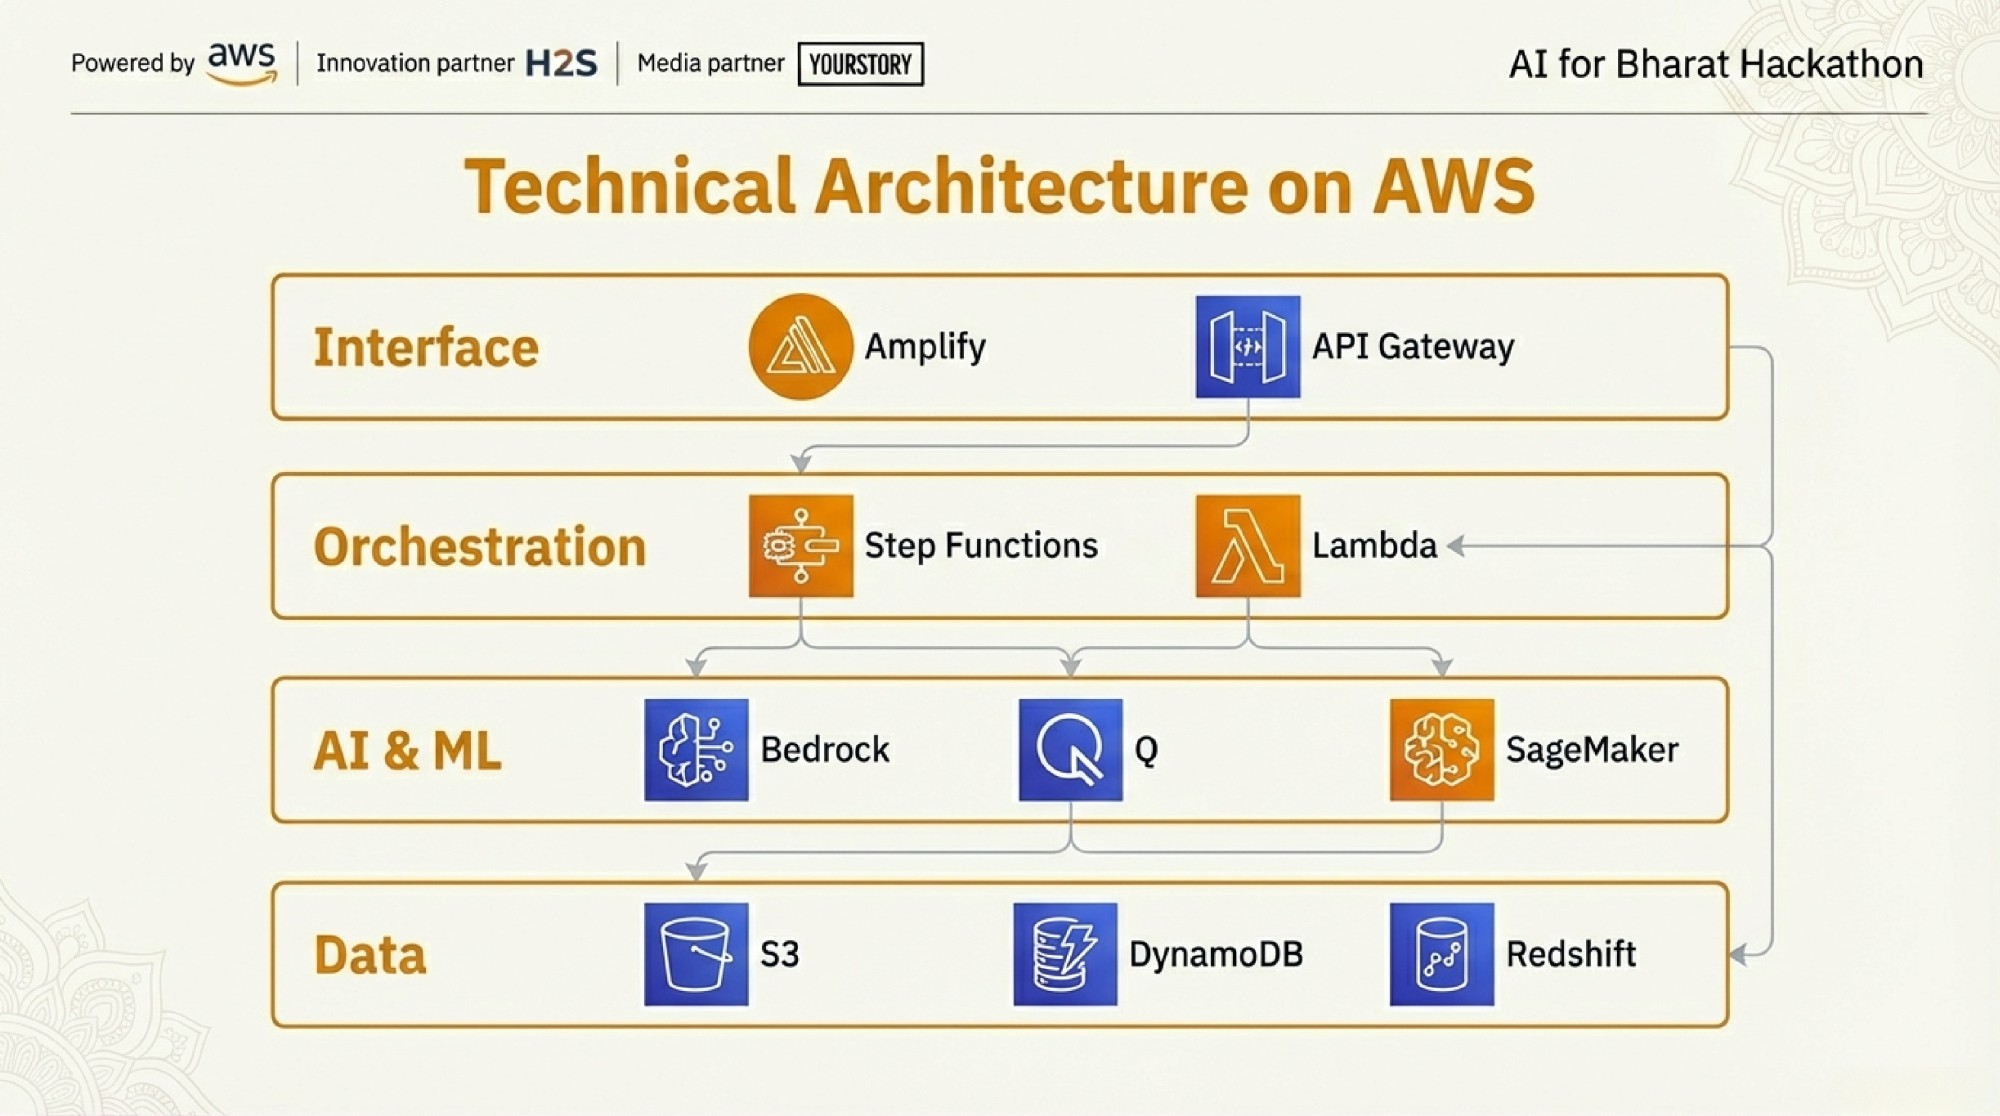 Powered by aws | Innovation partner H2S | Media partner YOURSTORY
AI for Bharat Hackathon
Technical Architecture on AWS
Interface
Amplify
API Gateway
Orchestration
Step Functions
Lambda
AI & ML
Bedrock
Q
SageMaker
Data
S3
DynamoDB
Redshift